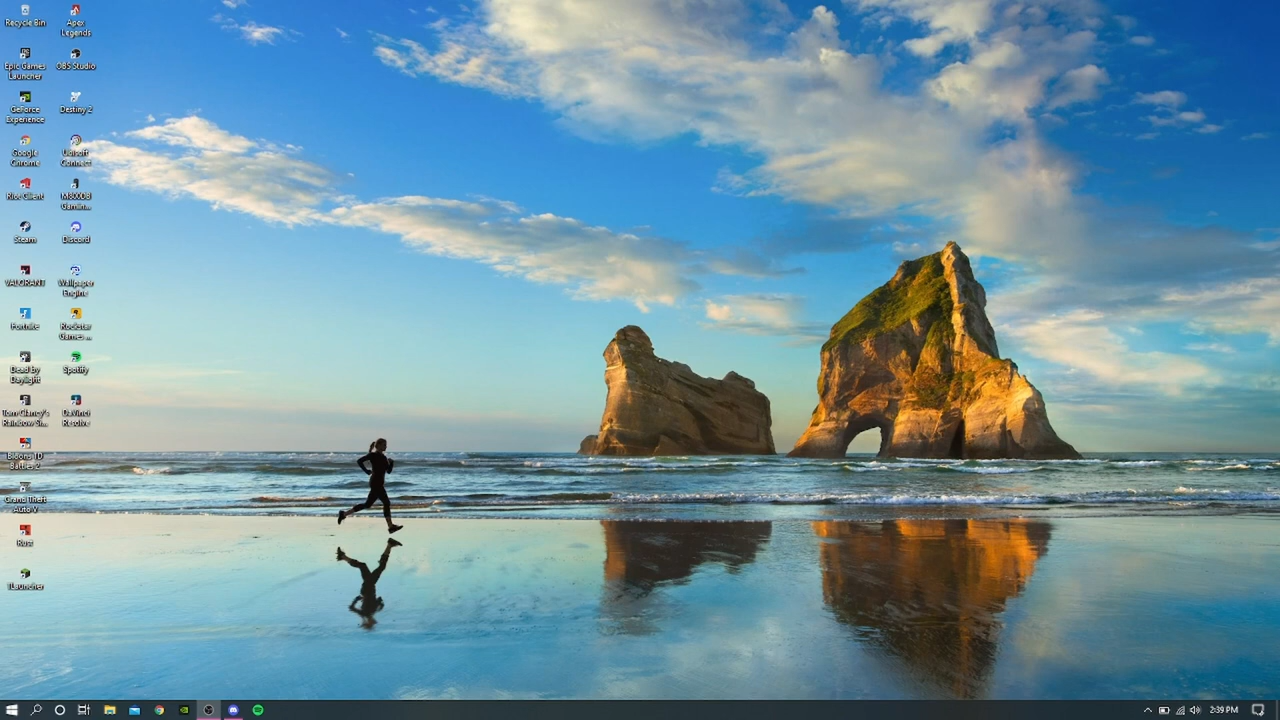 Recycle Bin
Epic Games
Launcher
GeForce
Experience
Google
Chrome
Riot Client
Steam
VALORANT
Fortnite
Dead by
Daylight
Tom Clancy's
Rainbow Si...
Bloons TD
Battles 2
Grand Theft
Auto V
Rust
TLauncher
Apex
Legends
OBS Studio
Destiny 2
Ubisoft
Connect
M800DB
Gamin...
Discord
Wallpaper
Engine
Rockstar
Games ...
Spotify
DaVinci
Resolve
2:39 PM